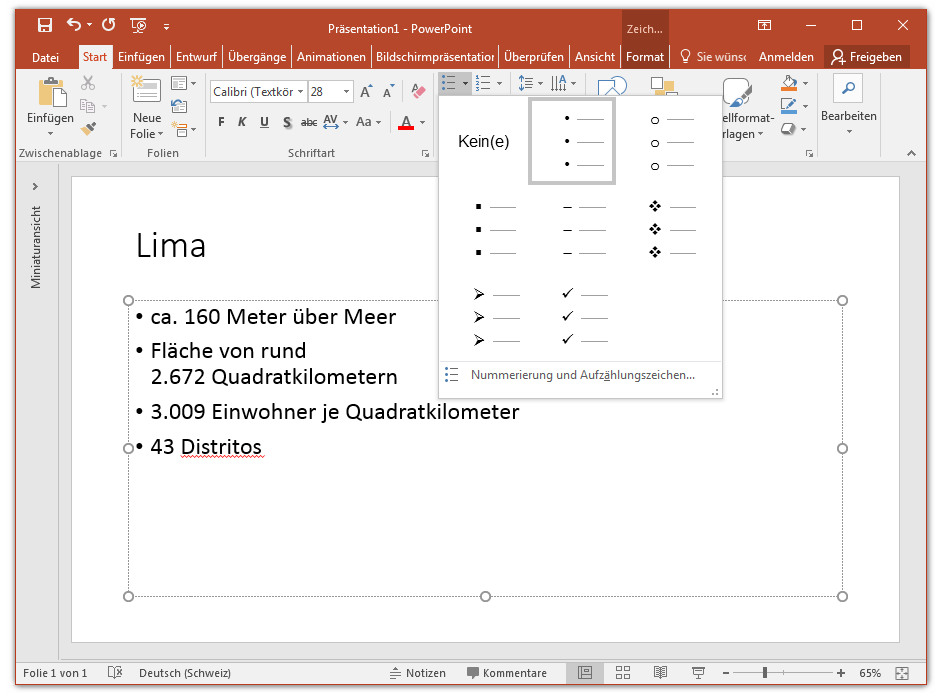 Präsentation1 - PowerPoint
Zeich...
Datei
Start
Einfügen
Entwurf
Übergänge
Animationen
Bildschirmpräsentation
Überprüfen
Ansicht
Format
Sie wüns
Anmelden
Freigeben
Einfügen
Neue
Folie
Calibri (Textkör
28
F K U S abc AV Aa A
Kein(e)
ellformat-
rlagen
Bearbeiten
Zwischenablage
Folien
Schriftart
Miniaturansicht
Lima
• ca. 160 Meter über Meer
• Fläche von rund
2.672 Quadratkilometern
• 3.009 Einwohner je Quadratkilometer
• 43 Distritos
Nummerierung und Aufzählungszeichen...
Folie 1 von 1
Deutsch (Schweiz)
Notizen
Kommentare
65%